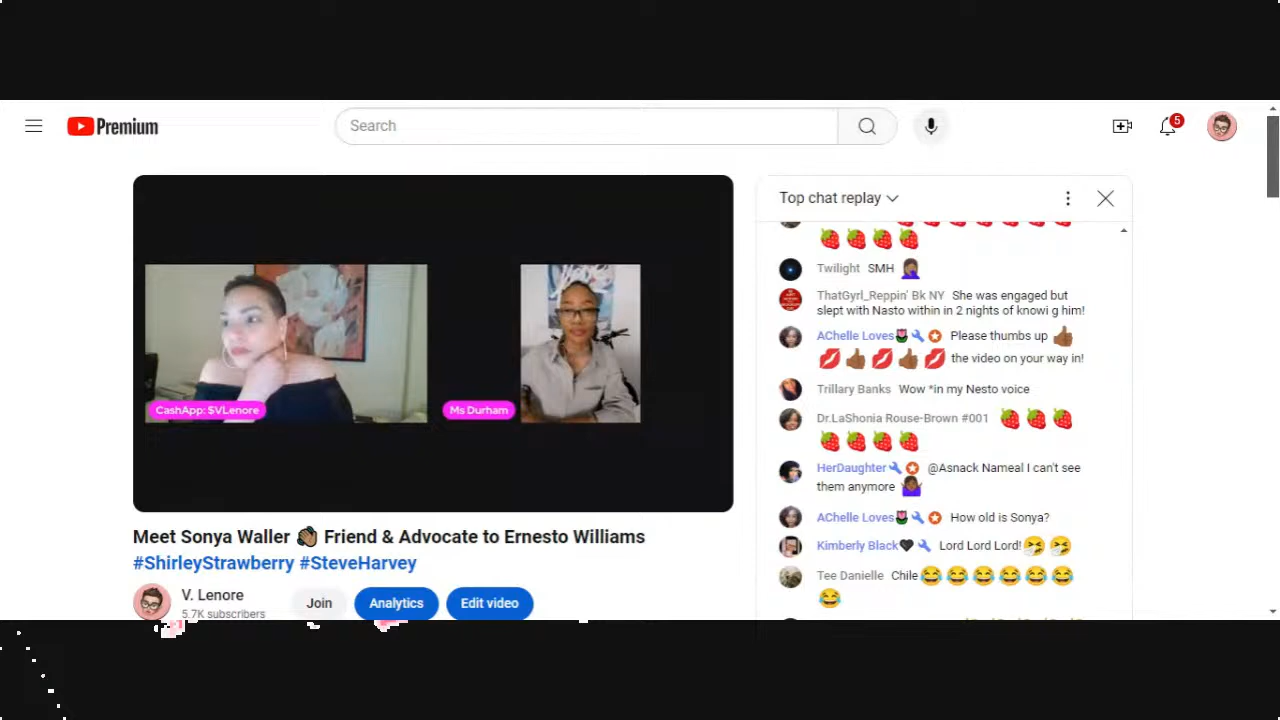 Premium
Search
5
CashApp: $VLenore
Ms Durham
Meet Sonya Waller 👏🏿 Friend & Advocate to Ernesto Williams
#ShirleyStrawberry #SteveHarvey
V. Lenore
5.7K subscribers
Join
Analytics
Edit video
Top chat replay
🍓🍓🍓🍓
Twilight SMH 🤦🏽‍♀️
ThatGyrl_Reppin' Bk NY She was engaged but
slept with Nasto within in 2 nights of knowi g him!
AChelle Loves🌷 Please thumbs up 👍🏾
💋👍🏾💋👍🏾💋 the video on your way in!
Trillary Banks Wow *in my Nesto voice
Dr.LaShonia Rouse-Brown #001 🍓🍓🍓
🍓🍓🍓🍓
HerDaughter @Asnack Nameal I can't see
them anymore 🤷🏾‍♀️
AChelle Loves🌷 How old is Sonya?
Kimberly Black🖤 Lord Lord Lord!🤧🤧
Tee Danielle Chile😂😂😂😂😂😂
😂